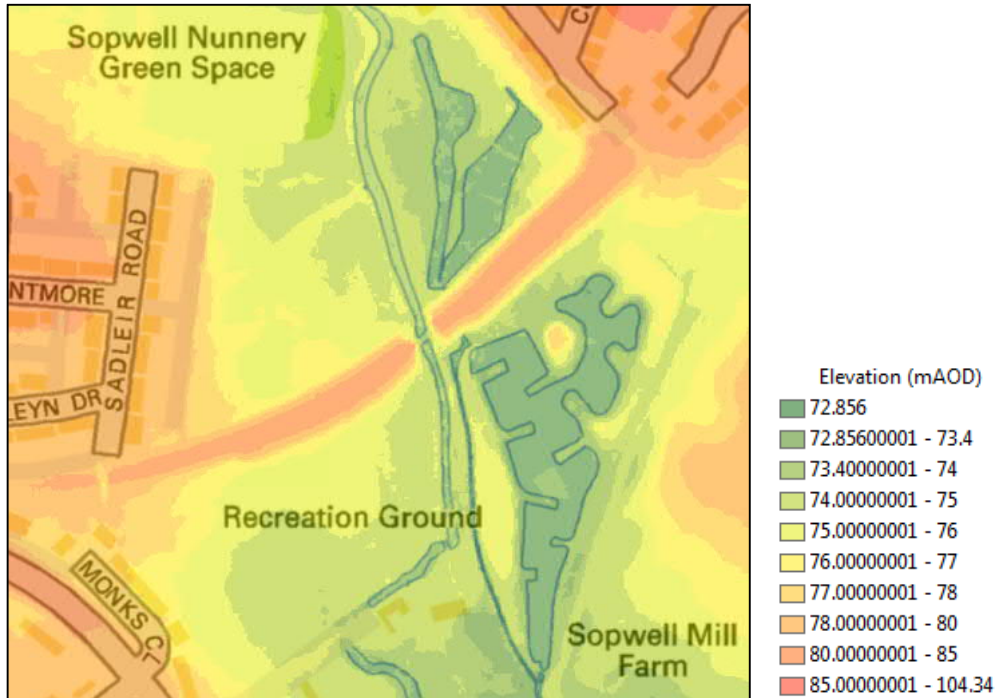 Sopwell Nunnery
Green Space
NTMORE
SADLEIR ROAD
LEYN DR
Recreation Ground
MONKS CL
Sopwell Mill
Farm
Elevation (mAOD)
72.856
72.85600001 - 73.4
73.40000001 - 74
74.00000001 - 75
75.00000001 - 76
76.00000001 - 77
77.00000001 - 78
78.00000001 - 80
80.00000001 - 85
85.00000001 - 104.34